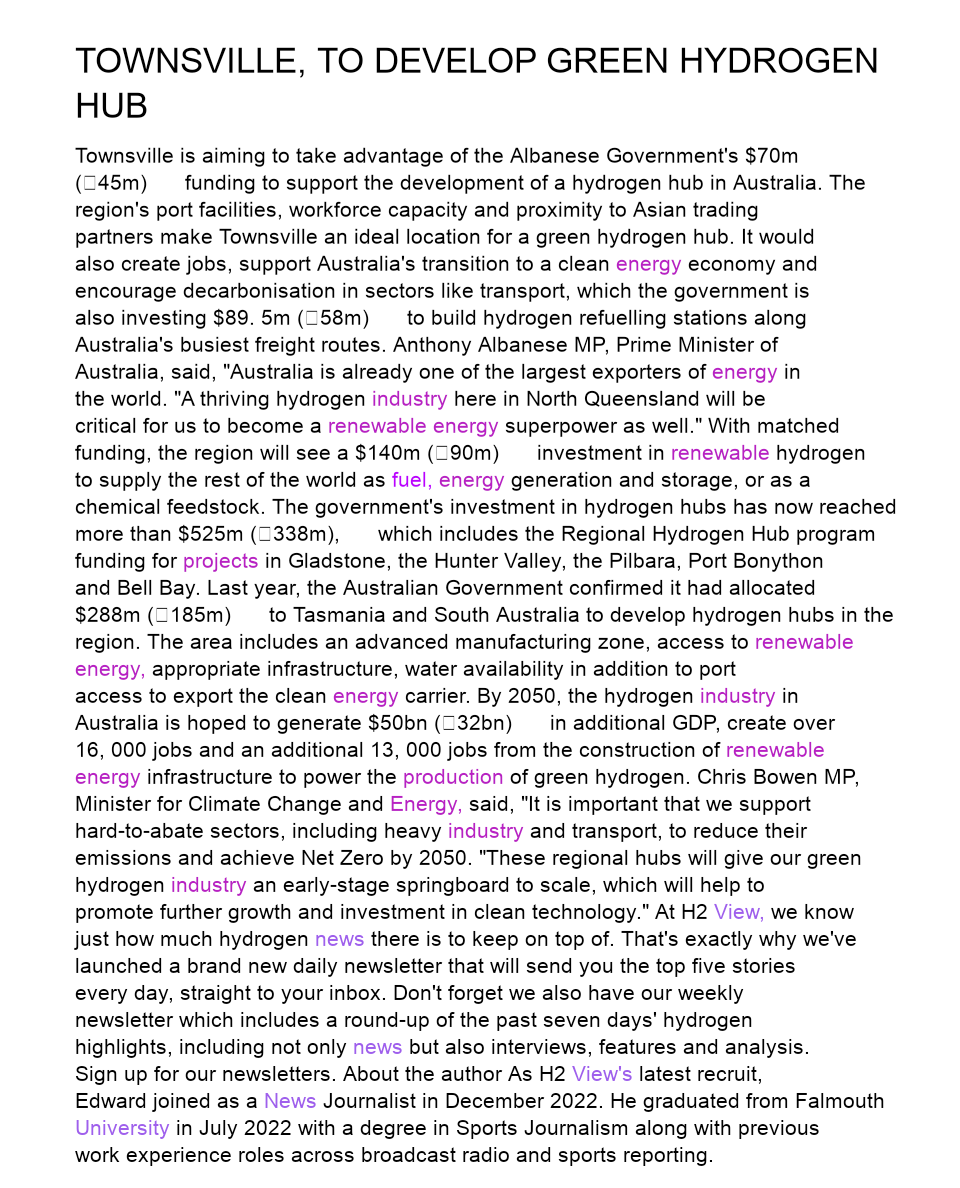 TOWNSVILLE, TO DEVELOP GREEN HYDROGEN
HUB
Townsville is aiming to take advantage of the Albanese Government's $70m
(□45m) funding to support the development of a hydrogen hub in Australia. The
region's port facilities, workforce capacity and proximity to Asian trading
partners make Townsville an ideal location for a green hydrogen hub. It would
also create jobs, support Australia's transition to a clean energy economy and
encourage decarbonisation in sectors like transport, which the government is
also investing $89. 5m (□58m) to build hydrogen refuelling stations along
Australia's busiest freight routes. Anthony Albanese MP, Prime Minister of
Australia, said, "Australia is already one of the largest exporters of energy in
the world. "A thriving hydrogen industry here in North Queensland will be
critical for us to become a renewable energy superpower as well." With matched
funding, the region will see a $140m (□90m) investment in renewable hydrogen
to supply the rest of the world as fuel, energy generation and storage, or as a
chemical feedstock. The government's investment in hydrogen hubs has now reached
more than $525m (□338m), which includes the Regional Hydrogen Hub program
funding for projects in Gladstone, the Hunter Valley, the Pilbara, Port Bonython
and Bell Bay. Last year, the Australian Government confirmed it had allocated
$288m (□185m) to Tasmania and South Australia to develop hydrogen hubs in the
region. The area includes an advanced manufacturing zone, access to renewable
energy, appropriate infrastructure, water availability in addition to port
access to export the clean energy carrier. By 2050, the hydrogen industry in
Australia is hoped to generate $50bn (□32bn) in additional GDP, create over
16, 000 jobs and an additional 13, 000 jobs from the construction of renewable
energy infrastructure to power the production of green hydrogen. Chris Bowen MP,
Minister for Climate Change and Energy, said, "It is important that we support
hard-to-abate sectors, including heavy industry and transport, to reduce their
emissions and achieve Net Zero by 2050. "These regional hubs will give our green
hydrogen industry an early-stage springboard to scale, which will help to
promote further growth and investment in clean technology." At H2 View, we know
just how much hydrogen news there is to keep on top of. That's exactly why we've
launched a brand new daily newsletter that will send you the top five stories
every day, straight to your inbox. Don't forget we also have our weekly
newsletter which includes a round-up of the past seven days' hydrogen
highlights, including not only news but also interviews, features and analysis.
Sign up for our newsletters. About the author As H2 View's latest recruit,
Edward joined as a News Journalist in December 2022. He graduated from Falmouth
University in July 2022 with a degree in Sports Journalism along with previous
work experience roles across broadcast radio and sports reporting.